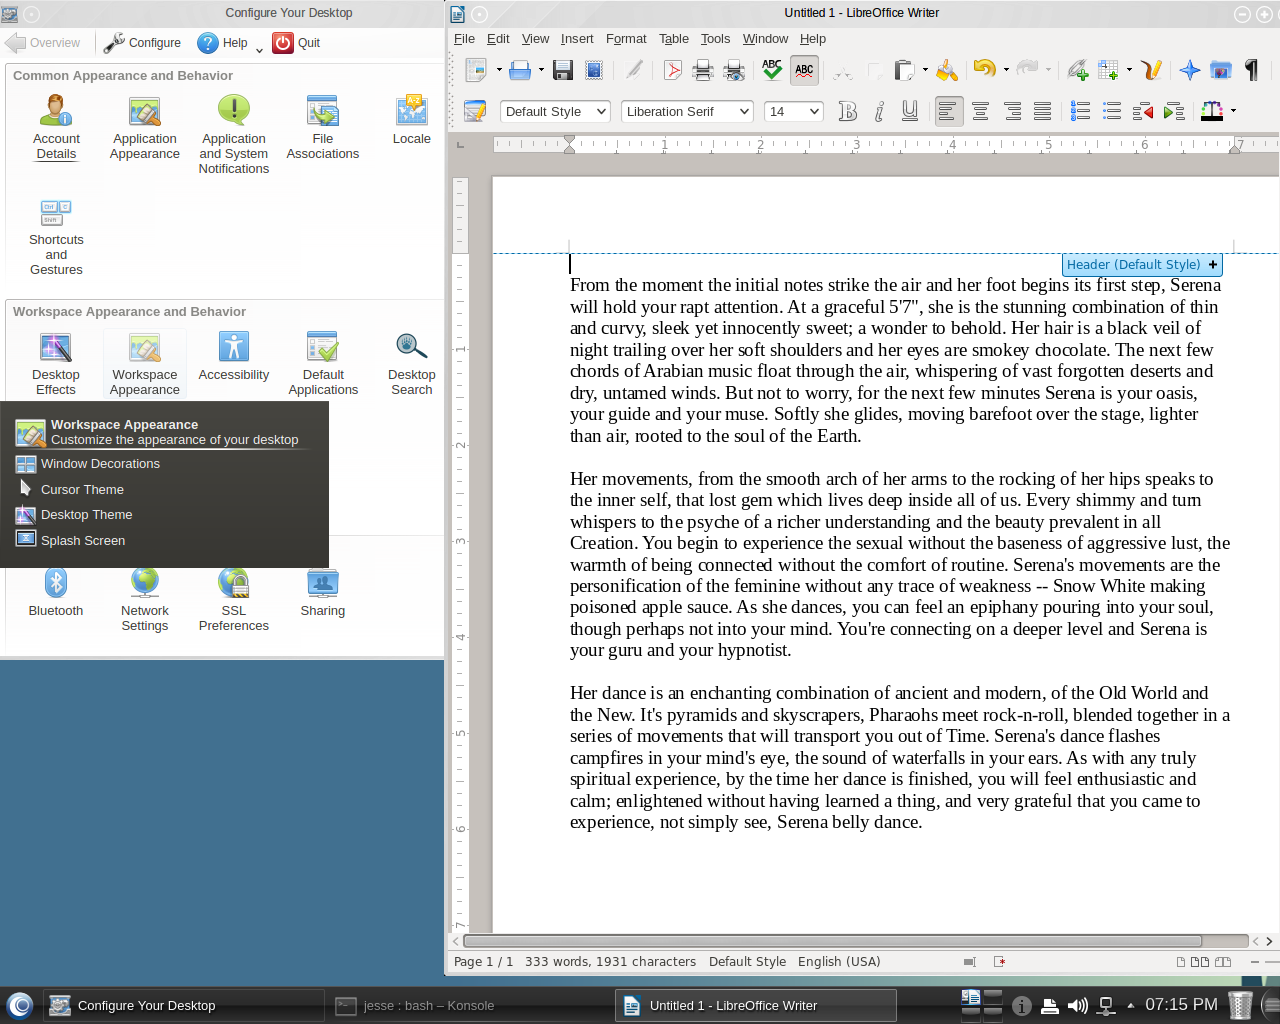 Configure Your Desktop
Overview Configure Help Quit
Common Appearance and Behavior
Account Details
Application Appearance
Application and System Notifications
File Associations
Locale
Shortcuts and Gestures
Workspace Appearance and Behavior
Desktop Effects
Workspace Appearance
Accessibility
Default Applications
Desktop Search
Workspace Appearance
Customize the appearance of your desktop
Window Decorations
Cursor Theme
Desktop Theme
Splash Screen
Bluetooth
Network Settings
SSL Preferences
Sharing
Untitled 1 - LibreOffice Writer
File Edit View Insert Format Table Tools Window Help
ABC ABC
Default Style Liberation Serif 14
1 2 3 4 5 6 7
Header (Default Style) +
From the moment the initial notes strike the air and her foot begins its first step, Serena
will hold your rapt attention. At a graceful 5'7", she is the stunning combination of thin
and curvy, sleek yet innocently sweet; a wonder to behold. Her hair is a black veil of
night trailing over her soft shoulders and her eyes are smokey chocolate. The next few
chords of Arabian music float through the air, whispering of vast forgotten deserts and
dry, untamed winds. But not to worry, for the next few minutes Serena is your oasis,
your guide and your muse. Softly she glides, moving barefoot over the stage, lighter
than air, rooted to the soul of the Earth.
Her movements, from the smooth arch of her arms to the rocking of her hips speaks to
the inner self, that lost gem which lives deep inside all of us. Every shimmy and turn
whispers to the psyche of a richer understanding and the beauty prevalent in all
Creation. You begin to experience the sexual without the baseness of aggressive lust, the
warmth of being connected without the comfort of routine. Serena's movements are the
personification of the feminine without any trace of weakness -- Snow White making
poisoned apple sauce. As she dances, you can feel an epiphany pouring into your soul,
though perhaps not into your mind. You're connecting on a deeper level and Serena is
your guru and your hypnotist.
Her dance is an enchanting combination of ancient and modern, of the Old World and
the New. It's pyramids and skyscrapers, Pharaohs meet rock-n-roll, blended together in a
series of movements that will transport you out of Time. Serena's dance flashes
campfires in your mind's eye, the sound of waterfalls in your ears. As with any truly
spiritual experience, by the time her dance is finished, you will feel enthusiastic and
calm; enlightened without having learned a thing, and very grateful that you came to
experience, not simply see, Serena belly dance.
1
2
3
4
5
6
7
Page 1 / 1 333 words, 1931 characters Default Style English (USA)
Configure Your Desktop
jesse : bash – Konsole
Untitled 1 - LibreOffice Writer
07:15 PM